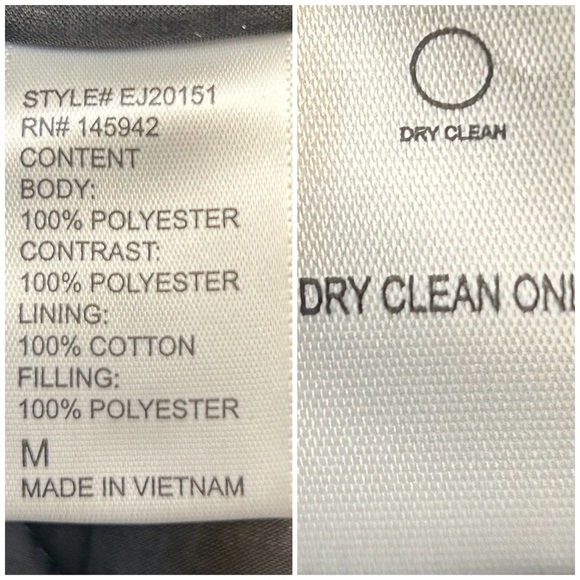 STYLE# EJ20151
RN# 145942
CONTENT
BODY:
100% POLYESTER
CONTRAST:
100% POLYESTER
LINING:
100% COTTON
FILLING:
100% POLYESTER
M
MADE IN VIETNAM
DRY CLEAN
DRY CLEAN ONL